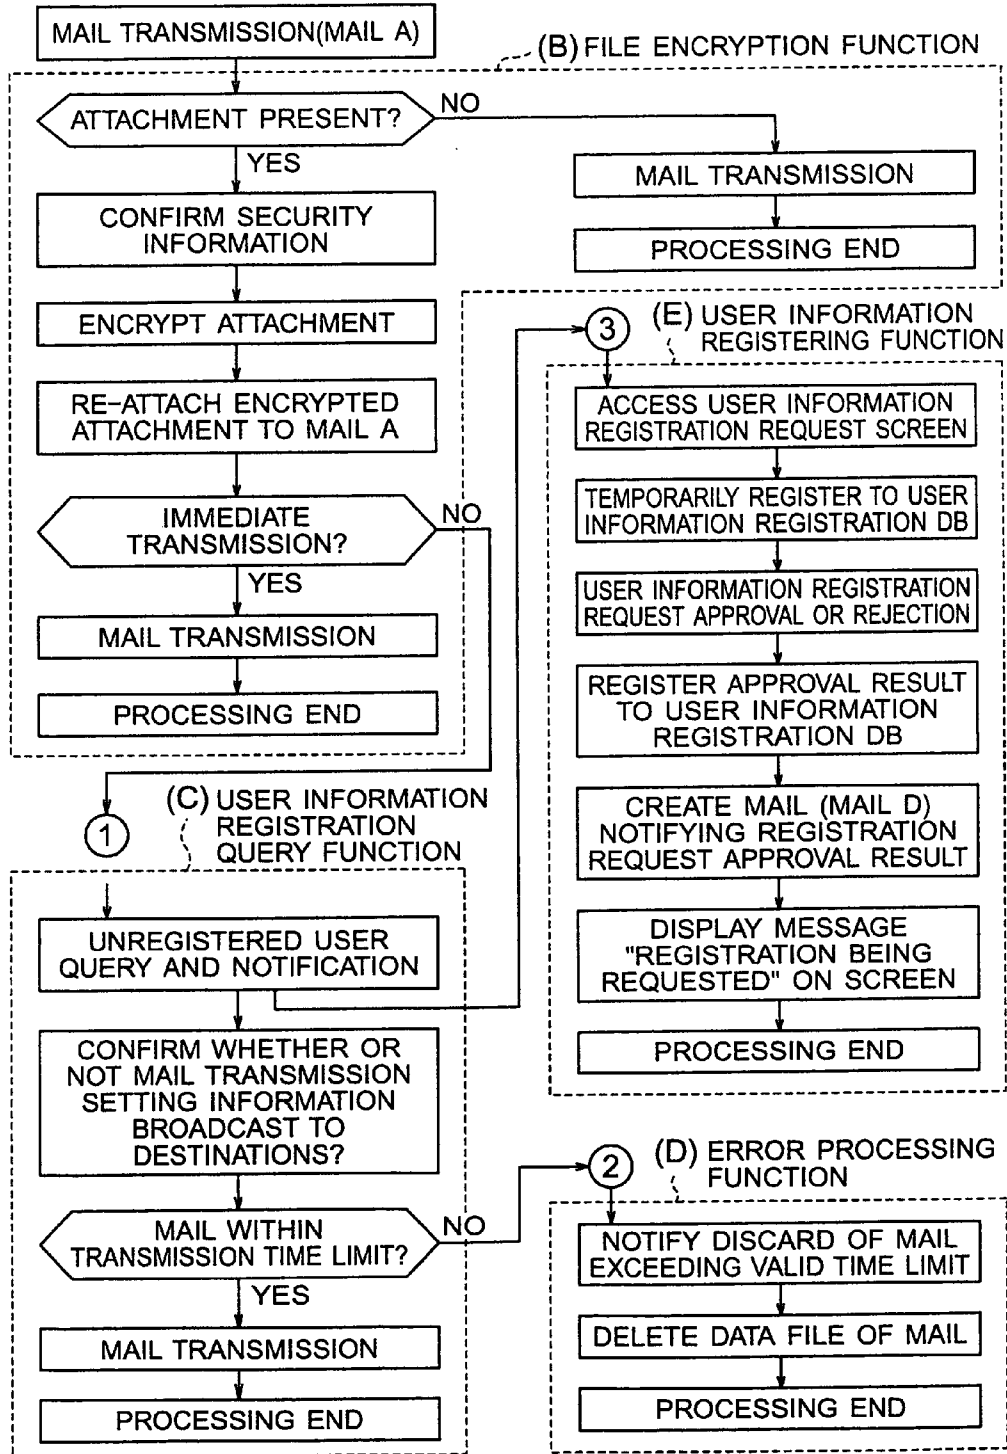 MAIL TRANSMISSION(MAIL A)
(B) FILE ENCRYPTION FUNCTION
ATTACHMENT PRESENT?
NO
YES
MAIL TRANSMISSION
PROCESSING END
CONFIRM SECURITY
INFORMATION
ENCRYPT ATTACHMENT
RE-ATTACH ENCRYPTED
ATTACHMENT TO MAIL A
IMMEDIATE
TRANSMISSION?
NO
YES
MAIL TRANSMISSION
PROCESSING END
1
(C) USER INFORMATION
REGISTRATION
QUERY FUNCTION
UNREGISTERED USER
QUERY AND NOTIFICATION
CONFIRM WHETHER OR
NOT MAIL TRANSMISSION
SETTING INFORMATION
BROADCAST TO
DESTINATIONS?
MAIL WITHIN
TRANSMISSION TIME LIMIT?
NO
YES
MAIL TRANSMISSION
PROCESSING END
3
(E) USER INFORMATION
REGISTERING FUNCTION
ACCESS USER INFORMATION
REGISTRATION REQUEST SCREEN
TEMPORARILY REGISTER TO USER
INFORMATION REGISTRATION DB
USER INFORMATION REGISTRATION
REQUEST APPROVAL OR REJECTION
REGISTER APPROVAL RESULT
TO USER INFORMATION
REGISTRATION DB
CREATE MAIL (MAIL D)
NOTIFYING REGISTRATION
REQUEST APPROVAL RESULT
DISPLAY MESSAGE
"REGISTRATION BEING
REQUESTED" ON SCREEN
PROCESSING END
2
(D) ERROR PROCESSING
FUNCTION
NOTIFY DISCARD OF MAIL
EXCEEDING VALID TIME LIMIT
DELETE DATA FILE OF MAIL
PROCESSING END